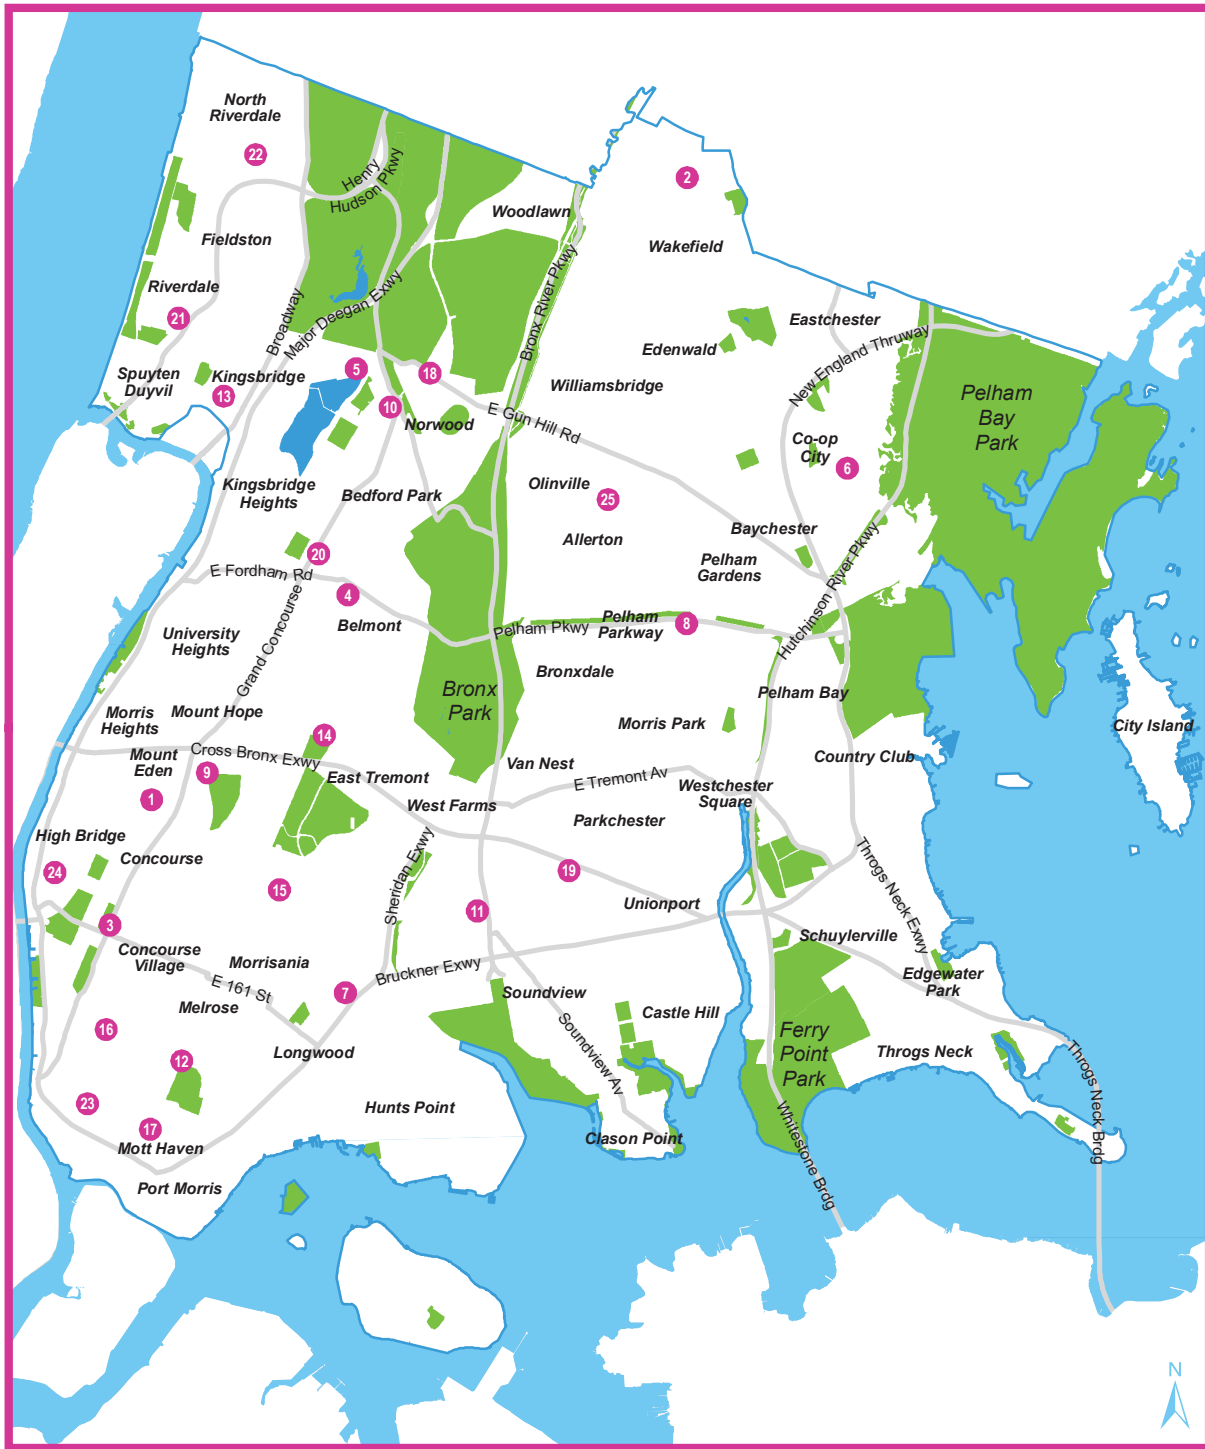 North
Riverdale
22
2
Henry
Hudson Pkwy
Woodlawn
Wakefield
Fieldston
Riverdale
21
Broadway
Major Deegan Exwy
Bronx River Pkwy
Eastchester
Edenwald
New England Thruway
Spuyten
Duyvil
Kingsbridge
13
5
18
10
Norwood
Williamsbridge
E Gun Hill Rd
Pelham
Bay
Park
Co-op
City
6
Kingsbridge
Heights
Bedford Park
Olinville
25
Allerton
Baychester
Pelham
Gardens
20
E Fordham Rd
4
Belmont
Grand Concourse
University
Heights
Pelham Pkwy
Pelham
Parkway
8
Hutchinson River Pkwy
Bronxdale
Bronx
Park
Pelham Bay
Morris
Heights
Mount Hope
Morris Park
City Island
14
Cross Bronx Exwy
Mount
Eden
9
East Tremont
Van Nest
Country Club
E Tremont Av
Westchester
Square
1
West Farms
Parkchester
High Bridge
Concourse
24
Sheridan Exwy
Throgs Neck Exwy
19
15
11
Unionport
3
Concourse
Village
Morrisania
Schuylerville
Bruckner Exwy
Edgewater
Park
E 161 St
7
Soundview
Melrose
Castle Hill
16
Longwood
12
Soundview Av
Ferry
Point
Park
Throgs Neck
Throgs Neck Brdg
23
Hunts Point
17
Mott Haven
Clason Point
Whitestone Brdg
Port Morris
N